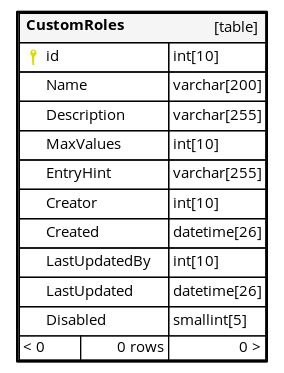 CustomRoles [table]
id int[10]
Name varchar[200]
Description varchar[255]
MaxValues int[10]
EntryHint varchar[255]
Creator int[10]
Created datetime[26]
LastUpdatedBy int[10]
LastUpdated datetime[26]
Disabled smallint[5]
< 0 0 rows 0 >